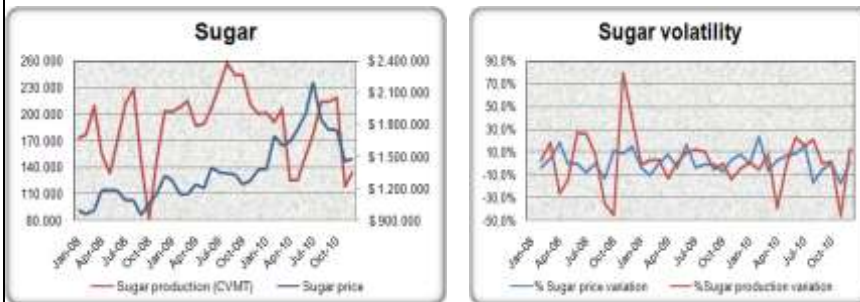 Sugar
260.000
230.000
200.000
170.000
140.000
110.000
80.000
$ 2.400.000
$ 2.100.000
$ 1.800.000
$ 1.500.000
$ 1.200.000
$ 900.000
Jan-08
Apr-08
Jul-08
Oct-08
Jan-09
Apr-09
Jul-09
Oct-09
Jan-10
Apr-10
Jul-10
Oct-10
Sugar production (CVMT)
Sugar price
Sugar volatility
90.0%
70.0%
50.0%
30.0%
10.0%
-10.0%
-30.0%
-50.0%
Jan-08
Apr-08
Jul-08
Oct-08
Jan-09
Apr-09
Jul-09
Oct-09
Jan-10
Apr-10
Jul-10
Oct-10
% Sugar price variation
%Sugar production variation